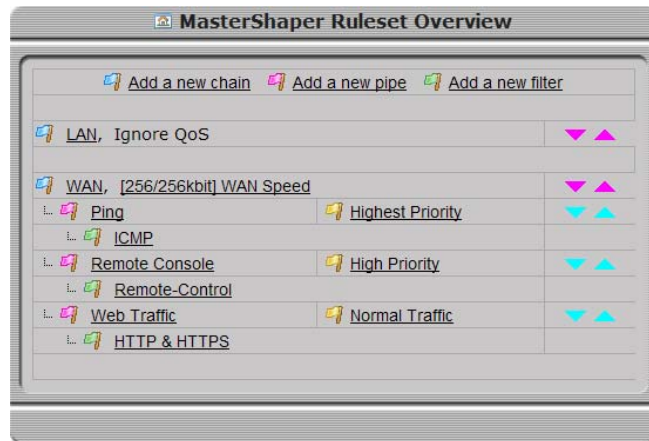 MasterShaper Ruleset Overview
Add a new chain Add a new pipe Add a new filter
LAN, Ignore QoS
WAN, [256/256kbit] WAN Speed
Ping Highest Priority
ICMP
Remote Console High Priority
Remote-Control
Web Traffic Normal Traffic
HTTP & HTTPS